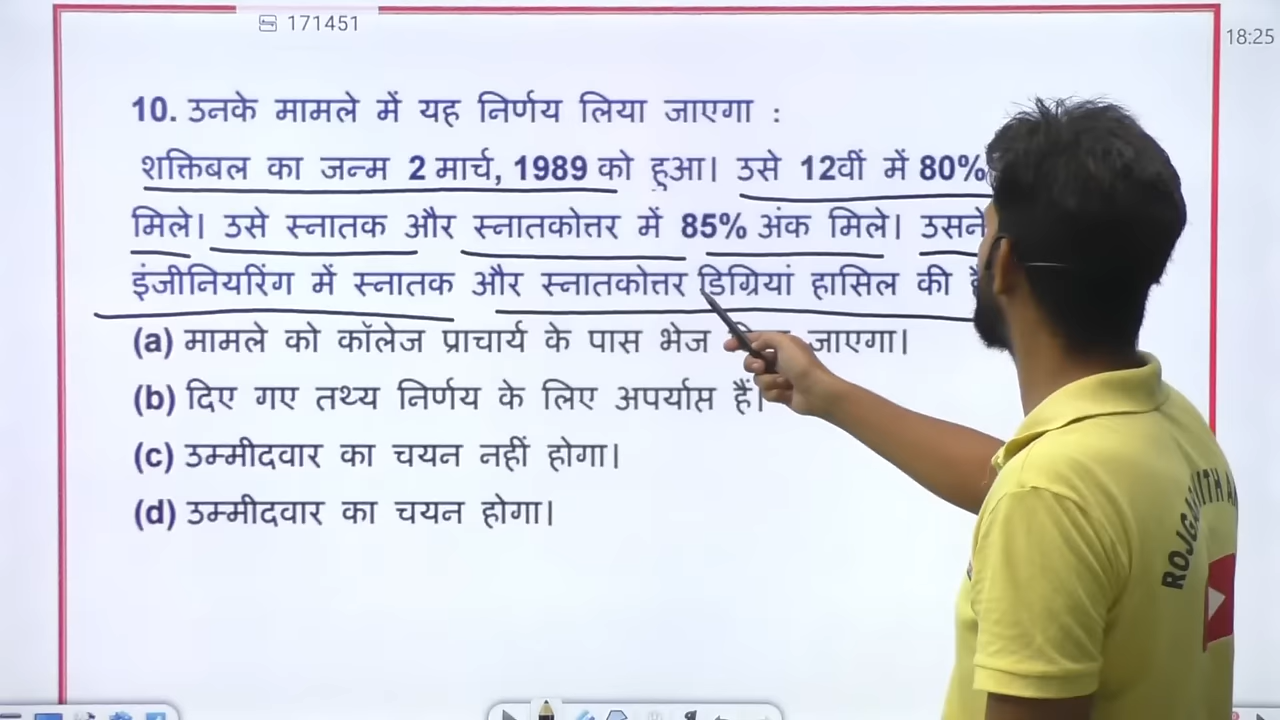 171451
18:25
10. उनके मामले में यह निर्णय लिया जाएगा :
शक्तिबल का जन्म 2 मार्च, 1989 को हुआ। उसे 12वीं में 80%
मिले। उसे स्नातक और स्नातकोत्तर में 85% अंक मिले। उसने
इंजीनियरिंग में स्नातक और स्नातकोत्तर डिग्रियां हासिल की
(a) मामले को कॉलेज प्राचार्य के पास भेज जाएगा।
(b) दिए गए तथ्य निर्णय के लिए अपर्याप्त हैं।
(c) उम्मीदवार का चयन नहीं होगा।
(d) उम्मीदवार का चयन होगा।